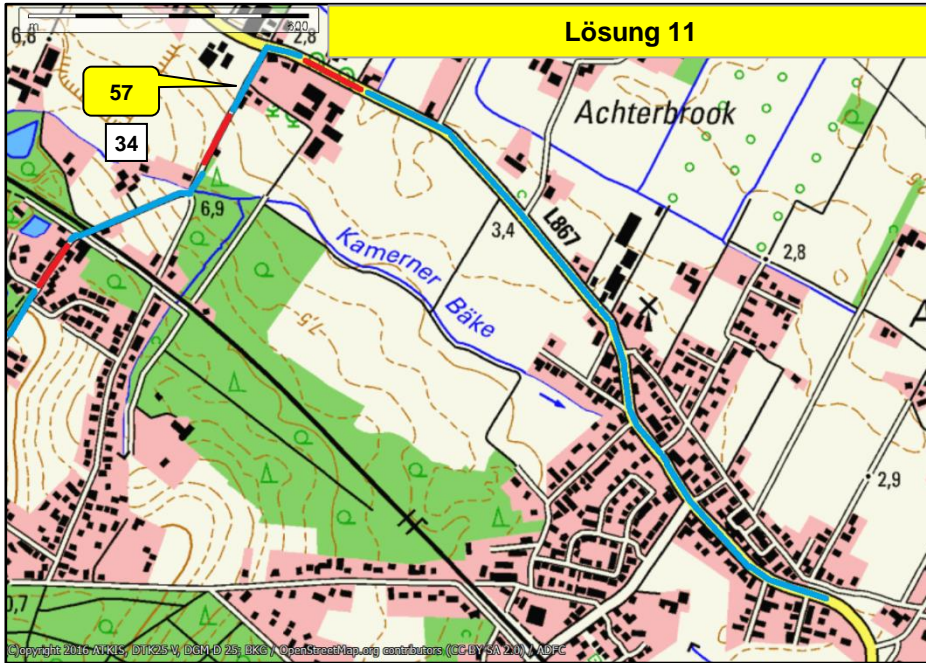 Lösung 11
m
800
6,8
2,8
57
34
Achterbrook
6,9
3,4
L867
2,8
Kamerner Bäke
7,5
2,9
A
0,7
Copyright 2016 ATKIS, DTK25-V, DGM-D 25, BKG / OpenStreetMap.org contributors (CC-BY-SA 2.0) / ADFC